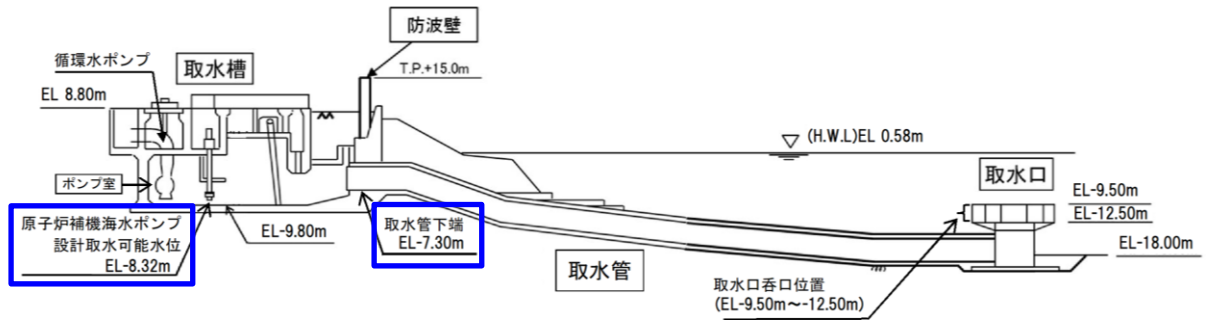 防波壁
循環水ポンプ
取水槽
T.P.+15.0m
EL 8.80m
(H.W.L)EL 0.58m
取水口
ポンプ室
EL-9.50m
EL-12.50m
原子炉補機海水ポンプ
設計取水可能水位
EL-8.32m
EL-9.80m
取水管下端
EL-7.30m
EL-18.00m
取水管
取水口呑口位置
(EL-9.50m~-12.50m)